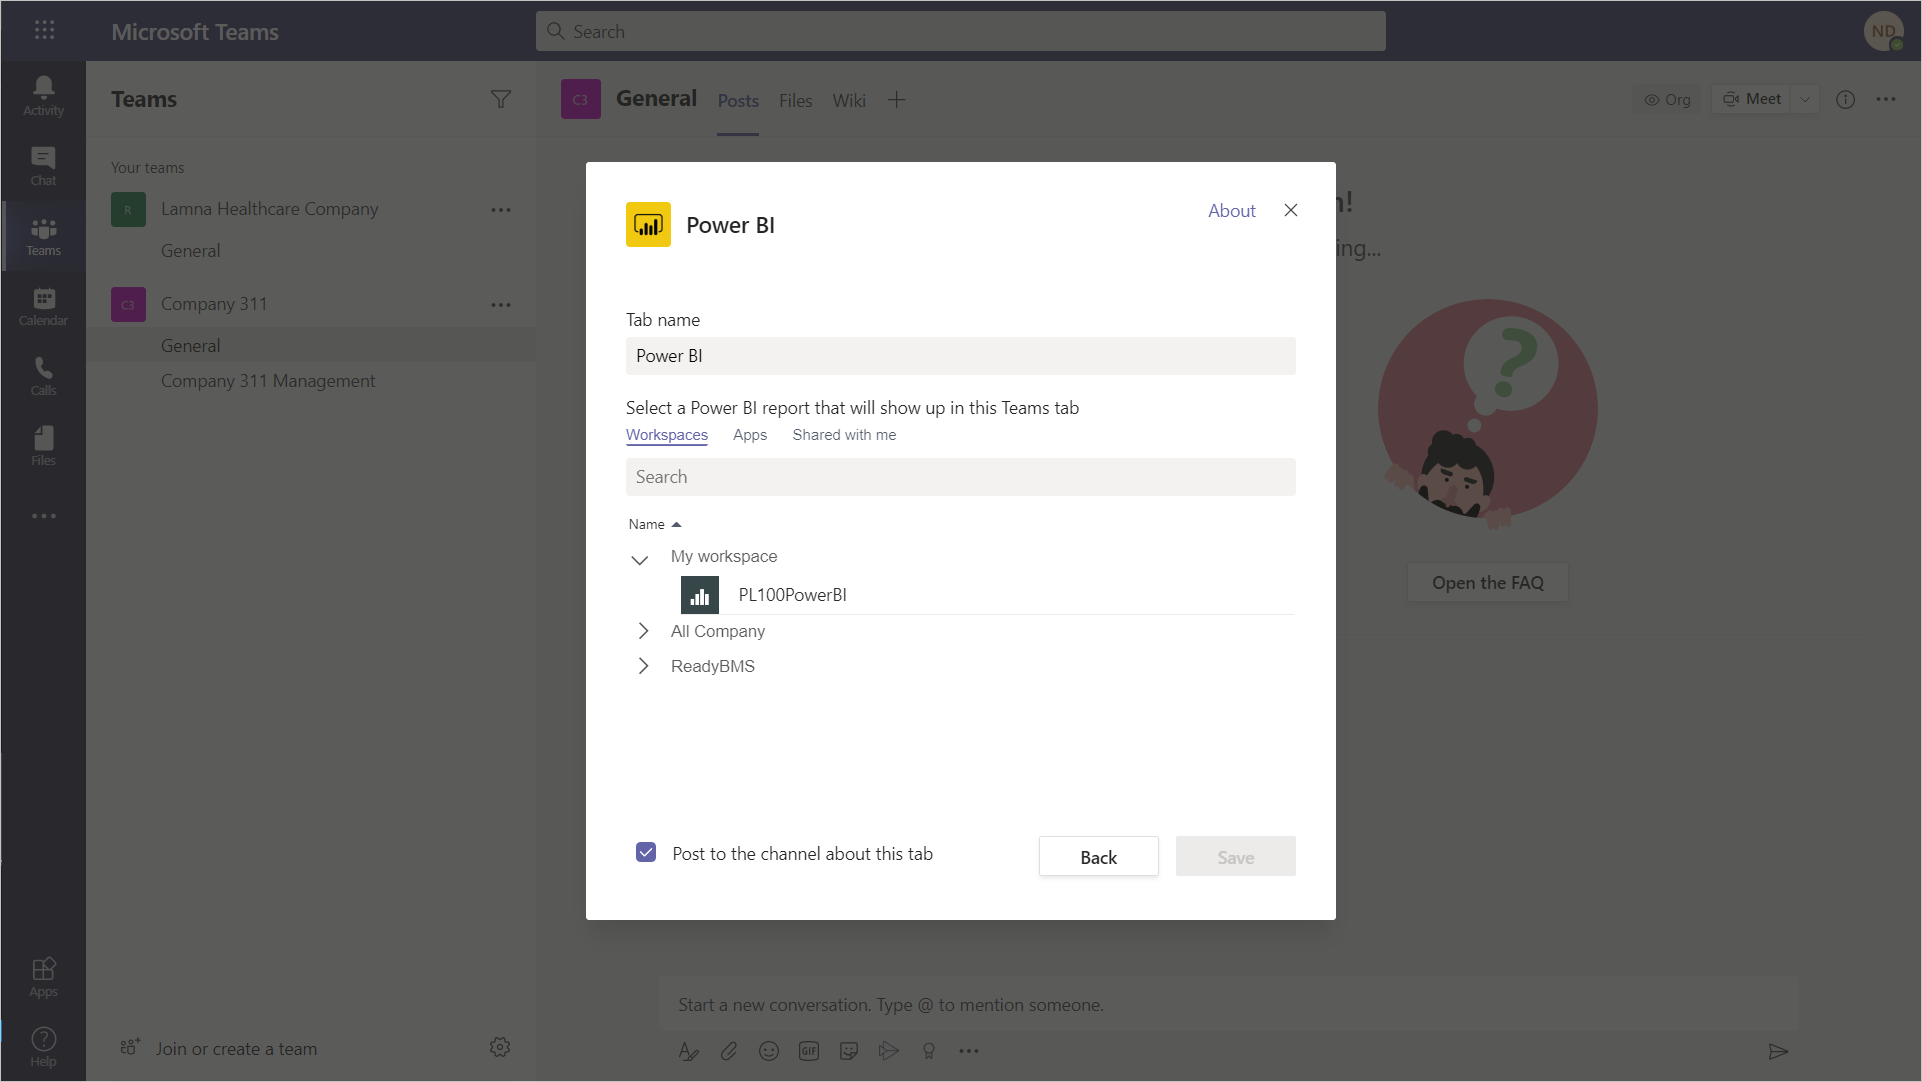 Microsoft Teams
Search
ND
Activity
Chat
Teams
Calendar
Calls
Files
Apps
Help
Teams
Your teams
R
Lamna Healthcare Company
General
C3
Company 311
General
Company 311 Management
Join or create a team
C3
General
Posts
Files
Wiki
Org
Meet
ing...
Open the FAQ
Power BI
About
Tab name
Power BI
Select a Power BI report that will show up in this Teams tab
Workspaces
Apps
Shared with me
Search
Name
My workspace
PL100PowerBI
All Company
ReadyBMS
Post to the channel about this tab
Back
Save
Start a new conversation. Type @ to mention someone.
GIF